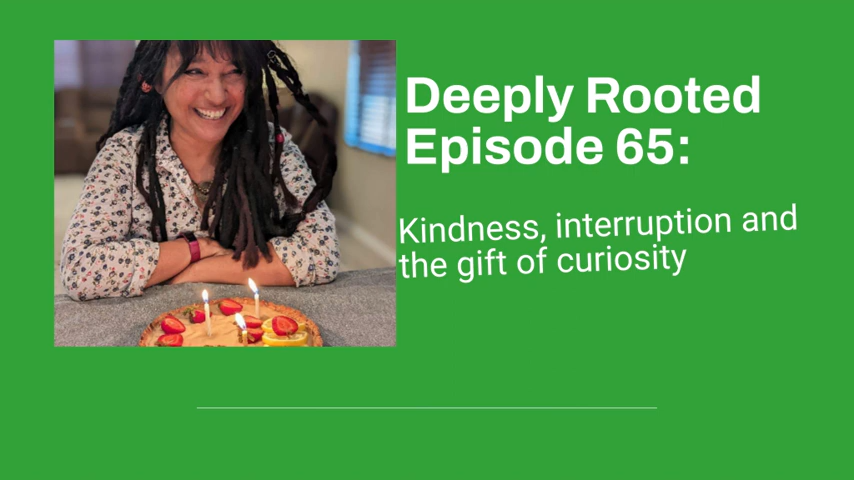 Deeply Rooted
Episode 65:
Kindness, interruption and
the gift of curiosity